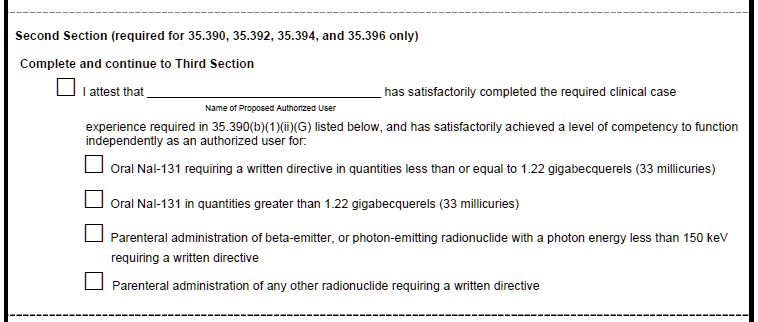 Second Section (required for 35.390, 35.392, 35.394, and 35.396 only)
Complete and continue to Third Section
I attest that ____________________ has satisfactorily completed the required clinical case
Name of Proposed Authorized User
experience required in 35.390(b)(1)(ii)(G) listed below, and has satisfactorily achieved a level of competency to function
independently as an authorized user for:
Oral NaI-131 requiring a written directive in quantities less than or equal to 1.22 gigabecquerels (33 millicuries)
Oral NaI-131 in quantities greater than 1.22 gigabecquerels (33 millicuries)
Parenteral administration of beta-emitter, or photon-emitting radionuclide with a photon energy less than 150 keV
requiring a written directive
Parenteral administration of any other radionuclide requiring a written directive